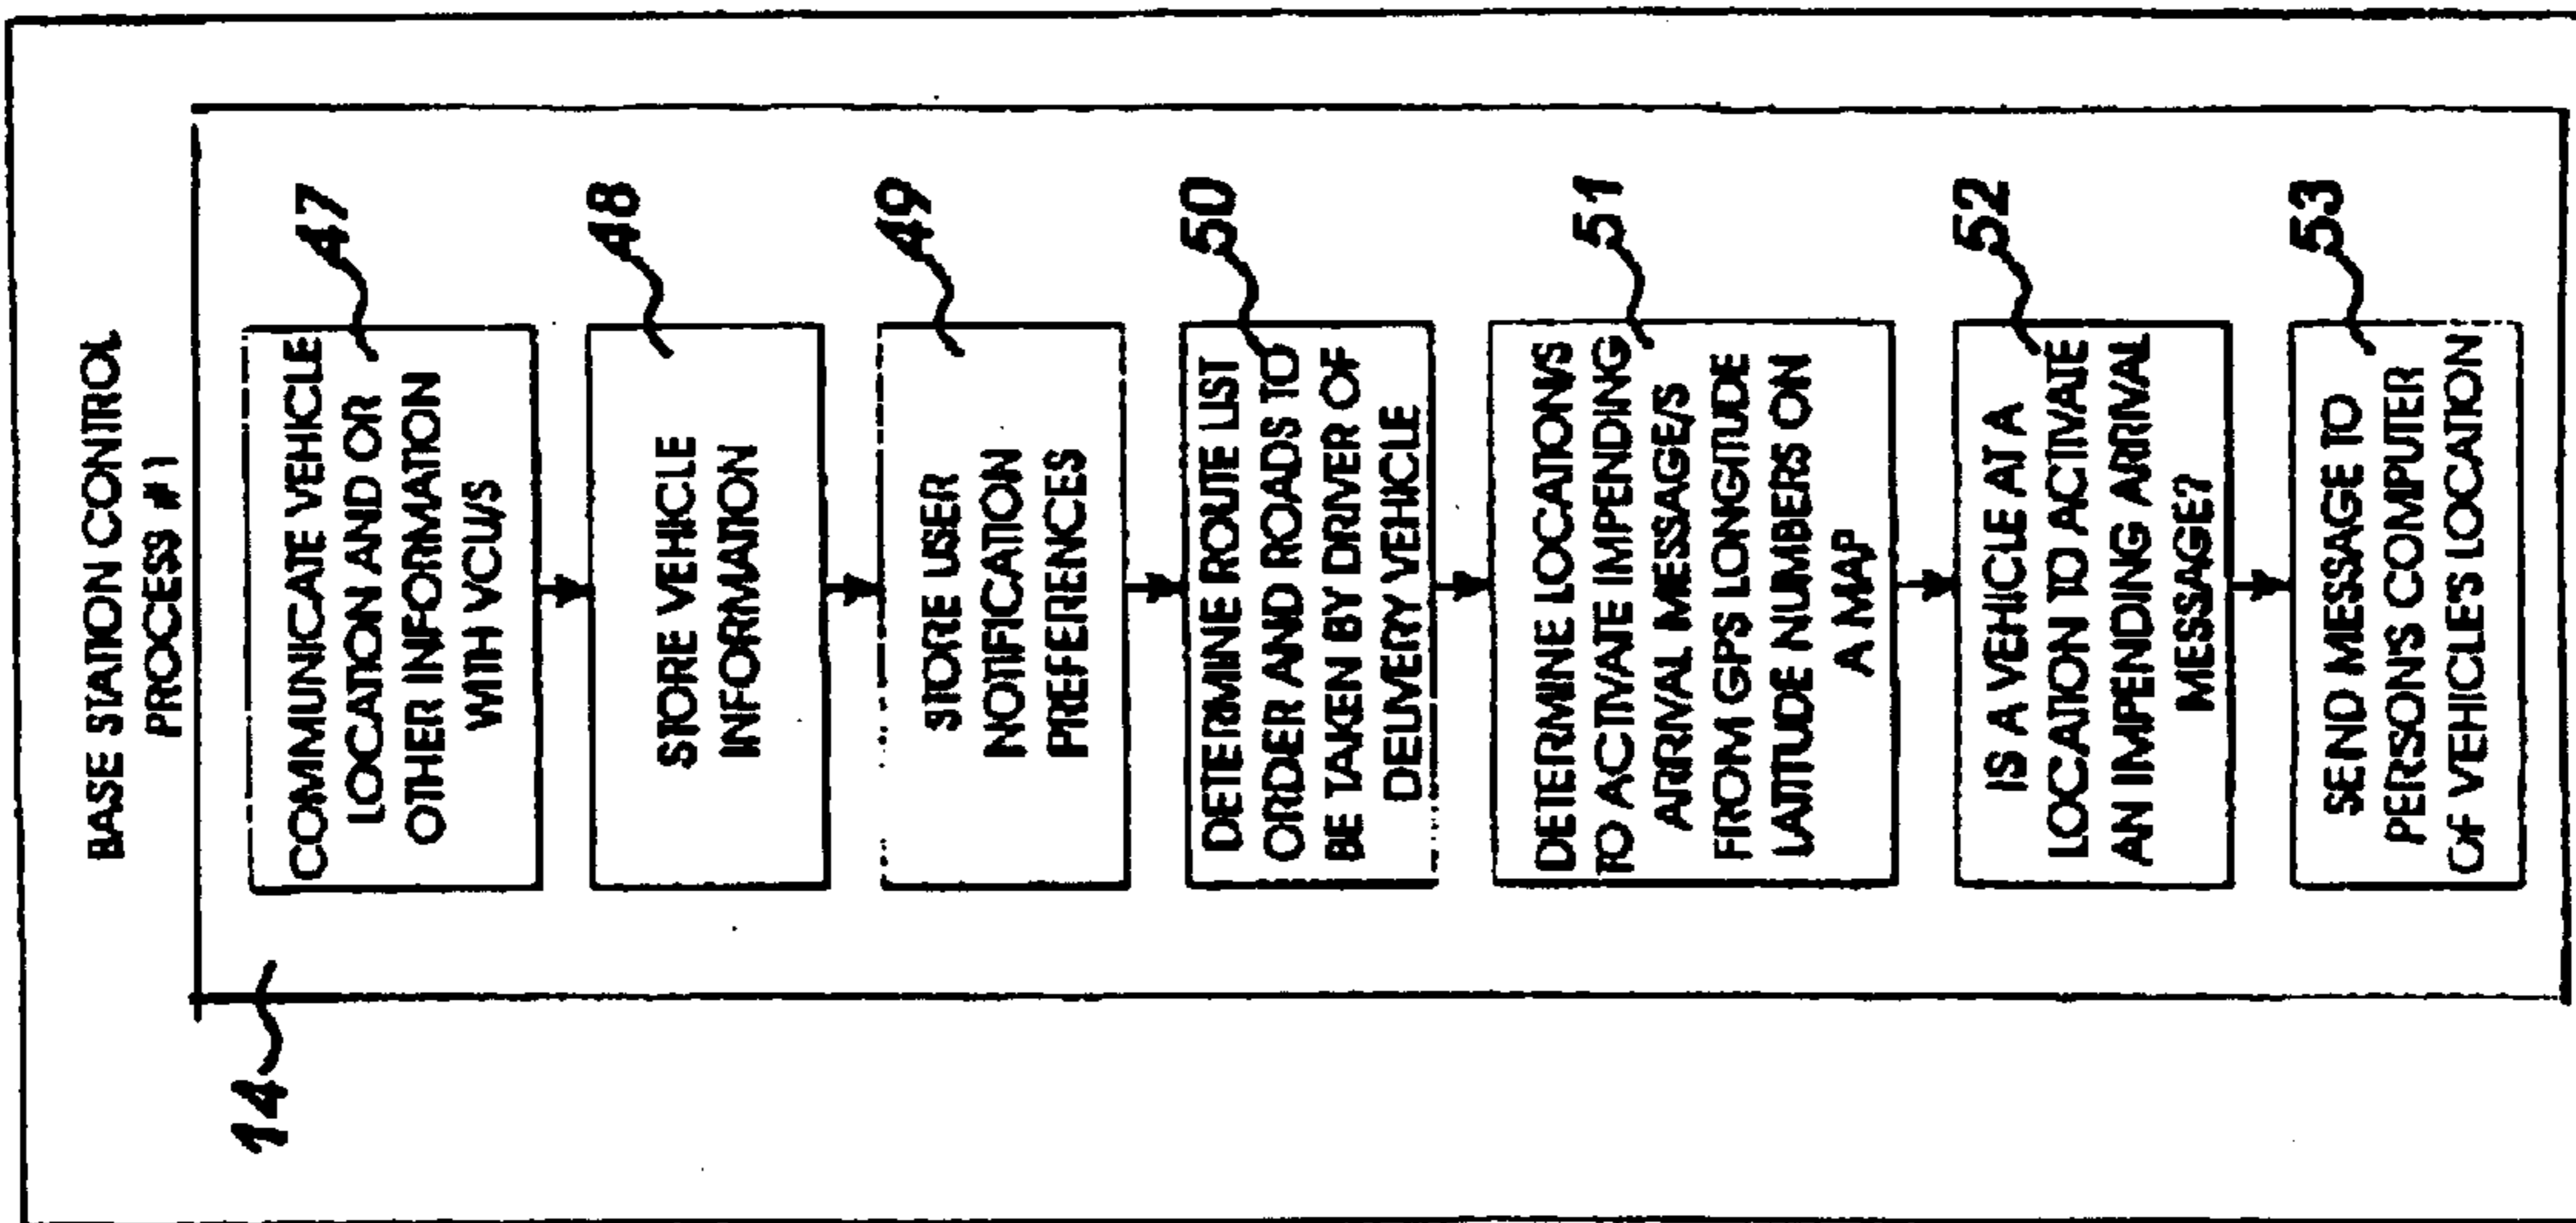 BASE STATION CONTROL
PROCESS #1
14
COMMUNICATE VEHICLE
LOCATION AND OR
OTHER INFORMATION
WITH VCU/S
47
STORE VEHICLE
INFORMATION
48
STORE USER
NOTIFICATION
PREFERENCES
49
DETERMINE ROUTE LIST
ORDER AND ROADS TO
BE TAKEN BY DRIVER OF
DELIVERY VEHICLE
50
DETERMINE LOCATION/S
TO ACTIVATE IMPENDING
ARRIVAL MESSAGE/S
FROM GPS LONGITUDE
LATITUDE NUMBERS ON
A MAP
51
IS A VEHICLE AT A
LOCATION TO ACTIVATE
AN IMPENDING ARRIVAL
MESSAGE?
52
SEND MESSAGE TO
PERSON'S COMPUTER
OF VEHICLE'S LOCATION
53